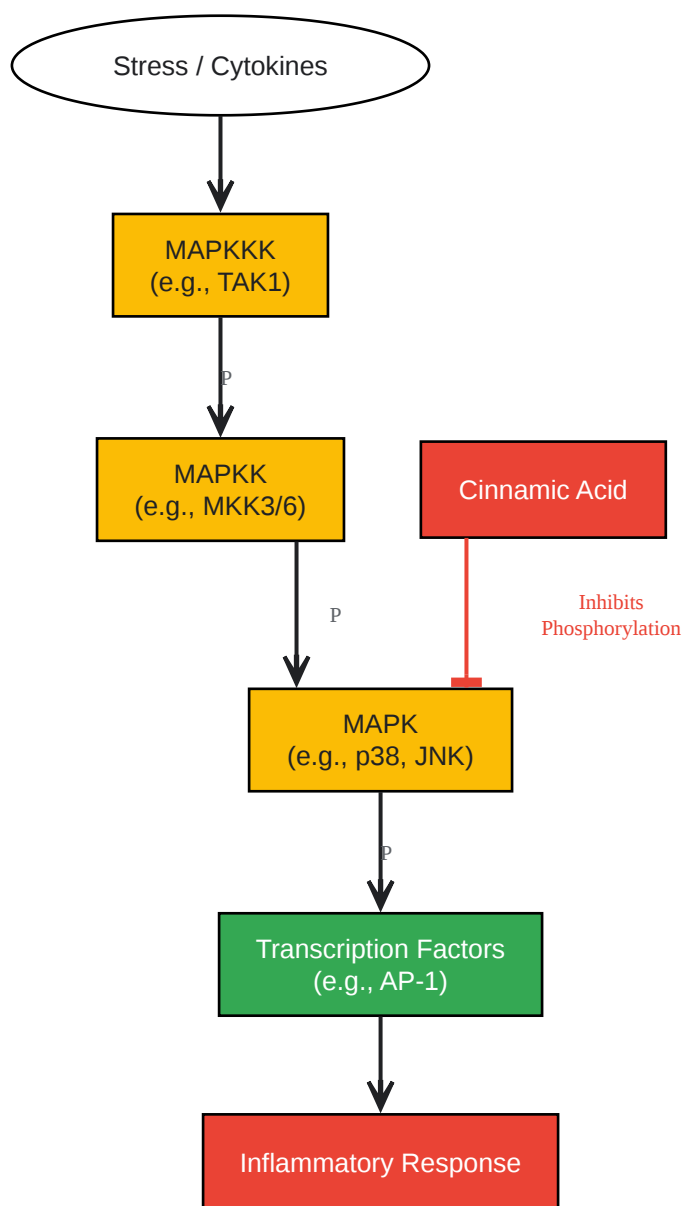 Stress / Cytokines
MAPKKK
(e.g., TAK1)
P
MAPKK
(e.g., MKK3/6)
Cinnamic Acid
P
Inhibits
Phosphorylation
MAPK
(e.g., p38, JNK)
P
Transcription Factors
(e.g., AP-1)
Inflammatory Response